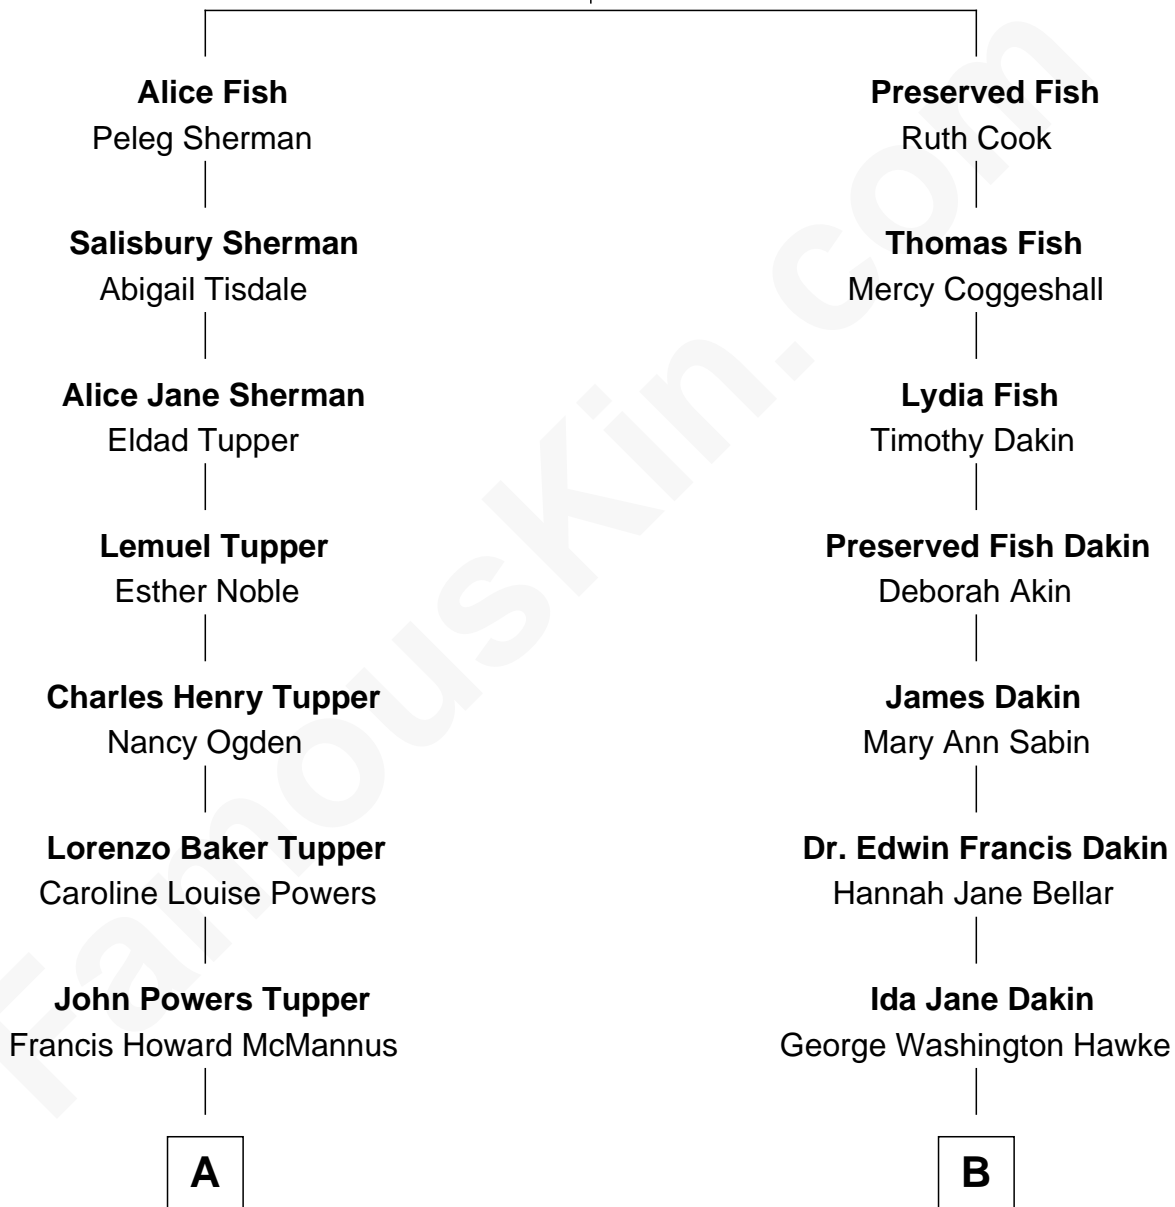 Alice Fish
Peleg Sherman
Preserved Fish
Ruth Cook
Salisbury Sherman
Abigail Tisdale
Thomas Fish
Mercy Coggeshall
Alice Jane Sherman
Eldad Tupper
Lydia Fish
Timothy Dakin
Lemuel Tupper
Esther Noble
Preserved Fish Dakin
Deborah Akin
Charles Henry Tupper
Nancy Ogden
James Dakin
Mary Ann Sabin
Lorenzo Baker Tupper
Caroline Louise Powers
Dr. Edwin Francis Dakin
Hannah Jane Bellar
John Powers Tupper
Francis Howard McMannus
Ida Jane Dakin
George Washington Hawke
A
B
FamousKin.com